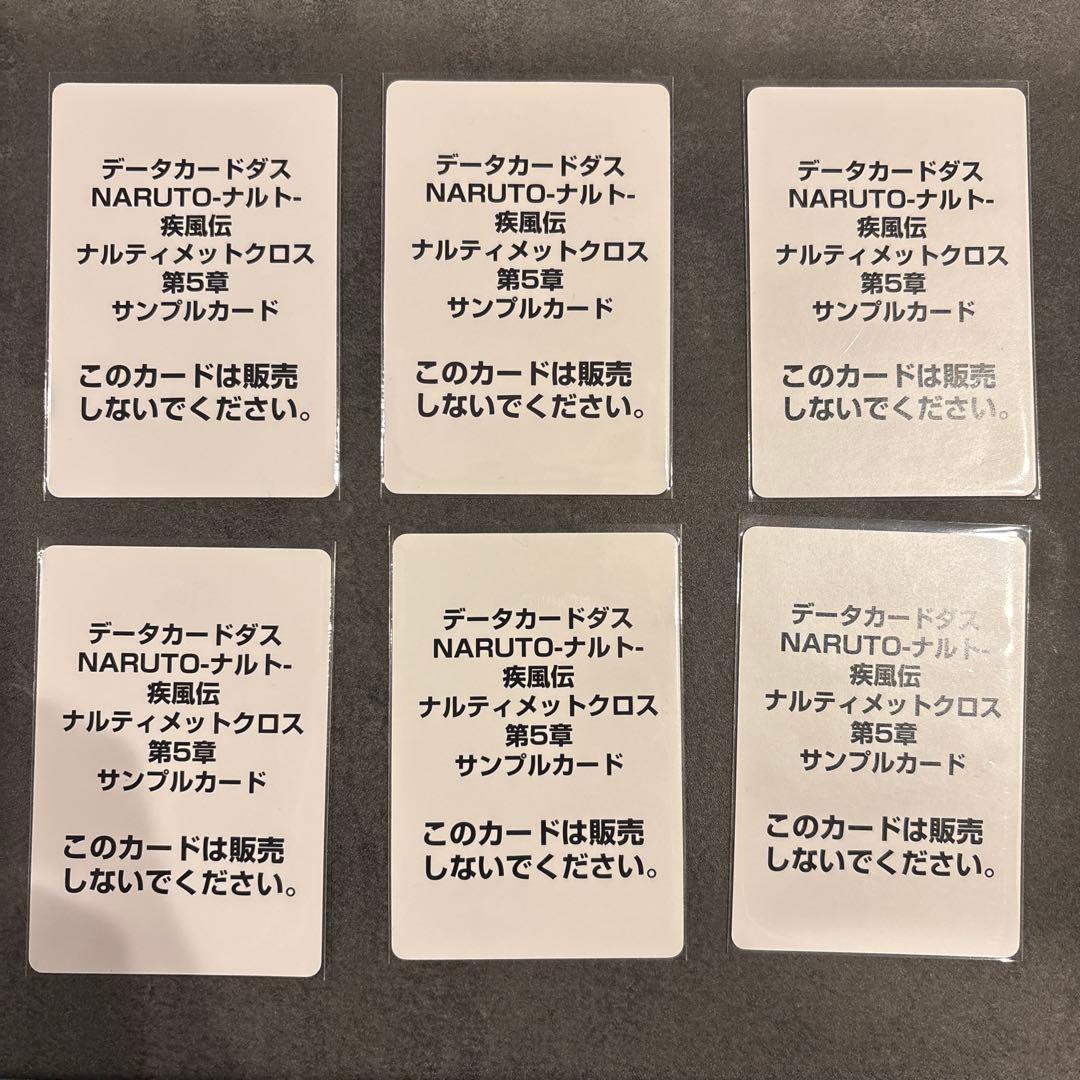 データカードダス
NARUTO-ナルト-
疾風伝
ナルティメットクロス
第5章
サンプルカード
このカードは販売
しないでください。
データカードダス
NARUTO-ナルト-
疾風伝
ナルティメットクロス
第5章
サンプルカード
このカードは販売
しないでください。
データカードダス
NARUTO-ナルト-
疾風伝
ナルティメットクロス
第5章
サンプルカード
このカードは販売
しないでください。
データカードダス
NARUTO-ナルト-
疾風伝
ナルティメットクロス
第5章
サンプルカード
このカードは販売
しないでください。
データカードダス
NARUTO-ナルト-
疾風伝
ナルティメットクロス
第5章
サンプルカード
このカードは販売
しないでください。
データカードダス
NARUTO-ナルト-
疾風伝
ナルティメットクロス
第5章
サンプルカード
このカードは販売
しないでください。